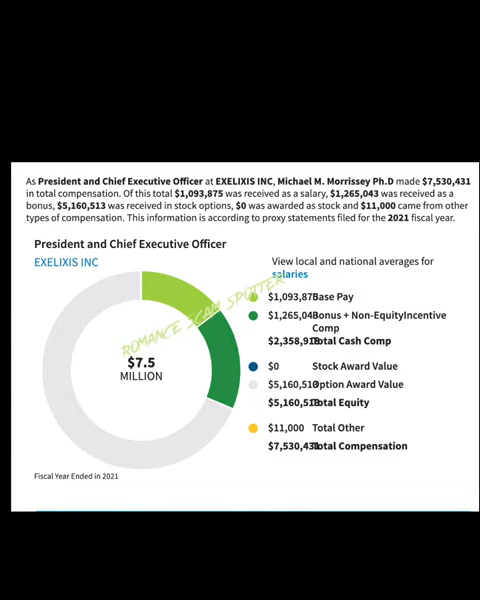 As President and Chief Executive Officer at EXELIXIS INC, Michael M. Morrissey Ph.D made $7,530,431
in total compensation. Of this total $1,093,875 was received as a salary, $1,265,043 was received as a
bonus, $5,160,513 was received in stock options, $0 was awarded as stock and $11,000 came from other
types of compensation. This information is according to proxy statements filed for the 2021 fiscal year.
President and Chief Executive Officer
EXELIXIS INC
View local and national averages for
salaries
ROMANCE SCAM SPOTTER
$7.5
MILLION
$1,093,875 Base Pay
$1,265,043 Bonus + Non-EquityIncentive
Comp
$2,358,918 Total Cash Comp
$0 Stock Award Value
$5,160,513 Option Award Value
$5,160,513 Total Equity
$11,000 Total Other
$7,530,431 Total Compensation
Fiscal Year Ended in 2021